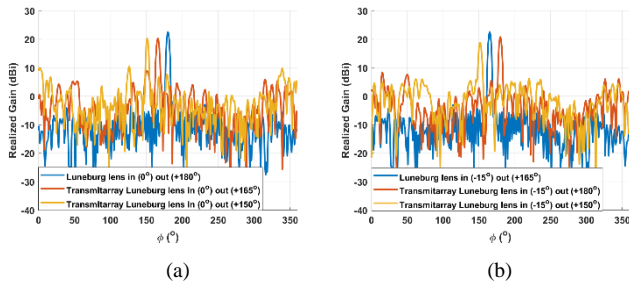 30
20
10
0
-10
-20
-30
-40
Realized Gain (dBi)
Luneburg lens in (0°) out (+180°)
Transmitarray Luneburg lens in (0°) out (+165°)
Transmitarray Luneburg lens in (0°) out (+150°)
0 50 100 150 200 250 300 350
ϕ (°)
(a)
30
20
10
0
-10
-20
-30
-40
Realized Gain (dBi)
Luneburg lens in (-15°) out (+165°)
Transmitarray Luneburg lens in (-15°) out (+180°)
Transmitarray Luneburg lens in (-15°) out (+150°)
0 50 100 150 200 250 300 350
ϕ (°)
(b)